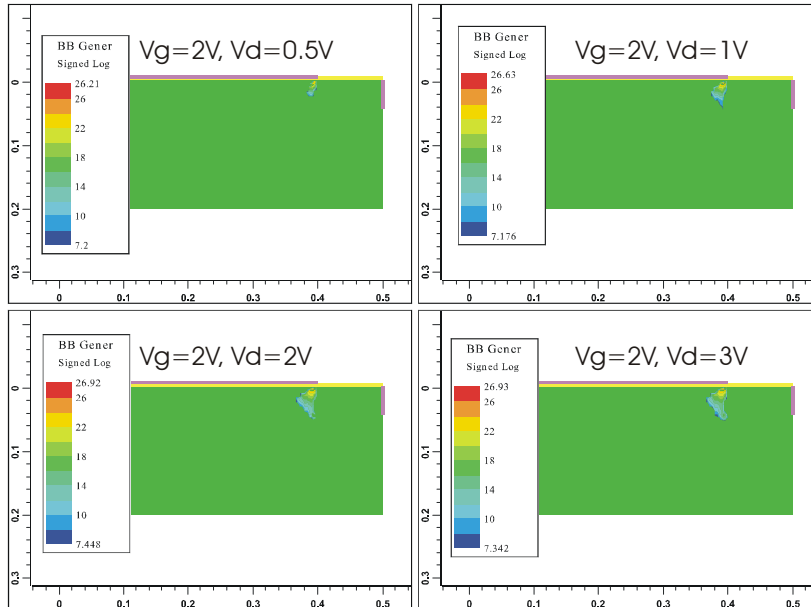 BB Gener
Signed Log
26.21
26
22
18
14
10
7.2
Vg=2V, Vd=0.5V
0
0.1
0.2
0.3
0 0.1 0.2 0.3 0.4 0.5
BB Gener
Signed Log
26.63
26
22
18
14
10
7.176
Vg=2V, Vd=1V
0
0.1
0.2
0.3
0 0.1 0.2 0.3 0.4 0.5
BB Gener
Signed Log
26.92
26
22
18
14
10
7.448
Vg=2V, Vd=2V
0
0.1
0.2
0.3
0 0.1 0.2 0.3 0.4 0.5
BB Gener
Signed Log
26.93
26
22
18
14
10
7.342
Vg=2V, Vd=3V
0
0.1
0.2
0.3
0 0.1 0.2 0.3 0.4 0.5